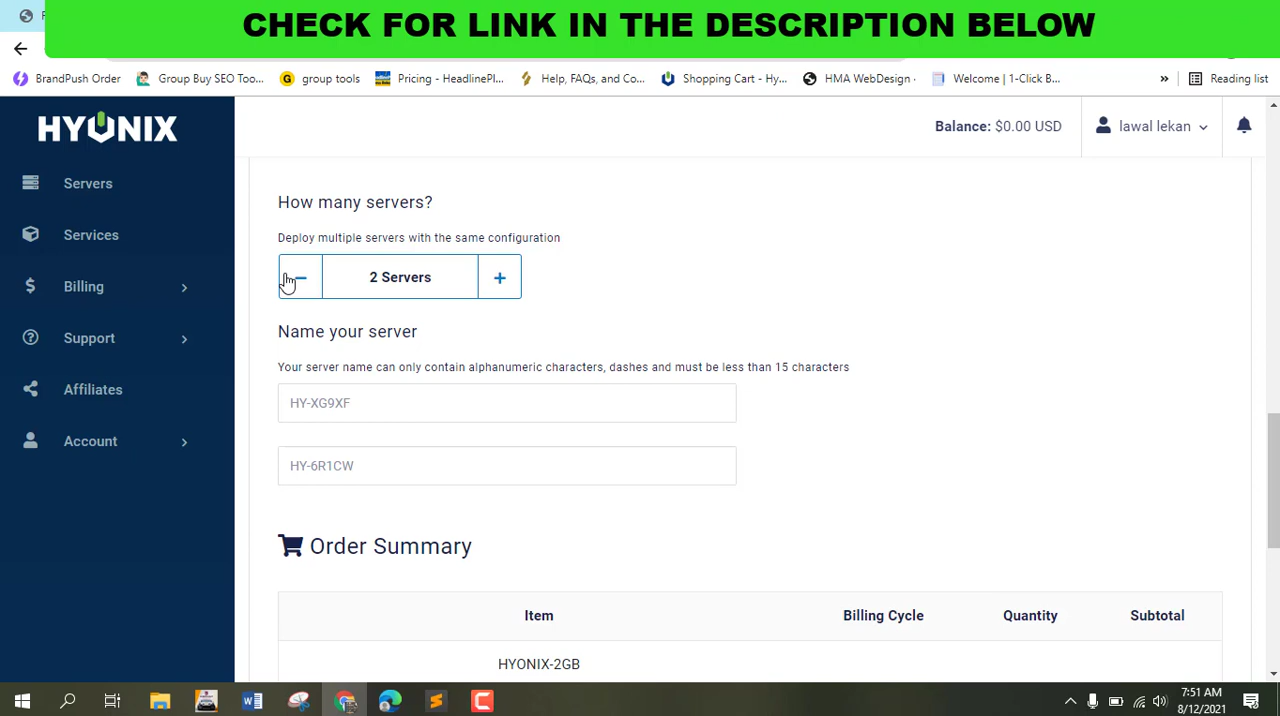 CHECK FOR LINK IN THE DESCRIPTION BELOW
BrandPush Order
Group Buy SEO Too...
group tools
Pricing - HeadlinePl...
Help, FAQs, and Co...
Shopping Cart - Hy...
HMA WebDesign ·
Welcome | 1-Click B...
»
Reading list
HYONIX
Balance: $0.00 USD
lawal lekan
Servers
Services
Billing
Support
Affiliates
Account
How many servers?
Deploy multiple servers with the same configuration
− 2 Servers +
Name your server
Your server name can only contain alphanumeric characters, dashes and must be less than 15 characters
HY-XG9XF
HY-6R1CW
Order Summary
Item Billing Cycle Quantity Subtotal
HYONIX-2GB
7:51 AM
8/12/2021